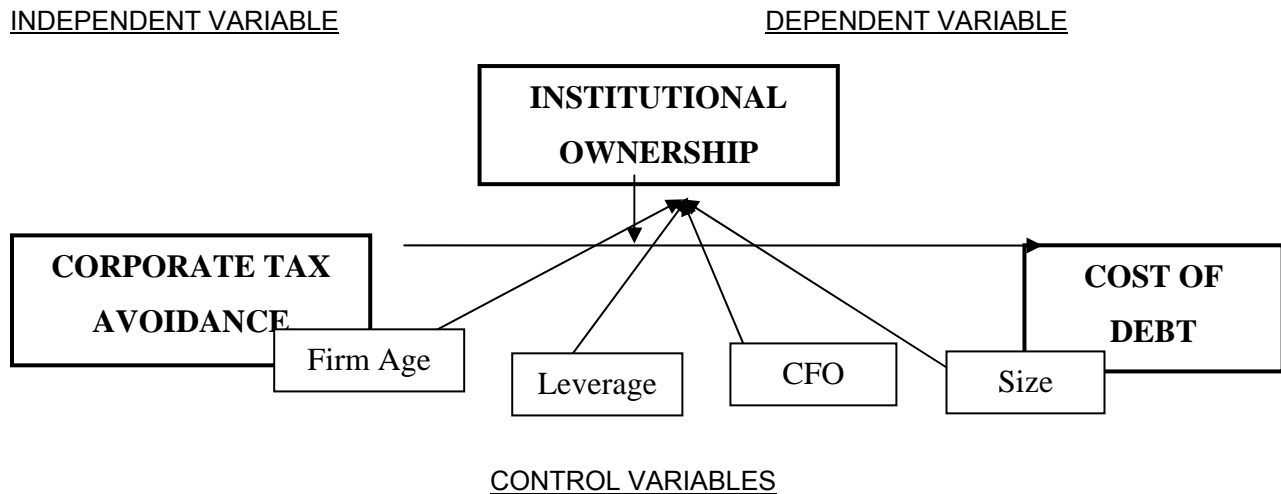 INDEPENDENT VARIABLE
DEPENDENT VARIABLE
INSTITUTIONAL
OWNERSHIP
CORPORATE TAX
AVOIDANCE
COST OF
DEBT
Firm Age
Leverage
CFO
Size
CONTROL VARIABLES